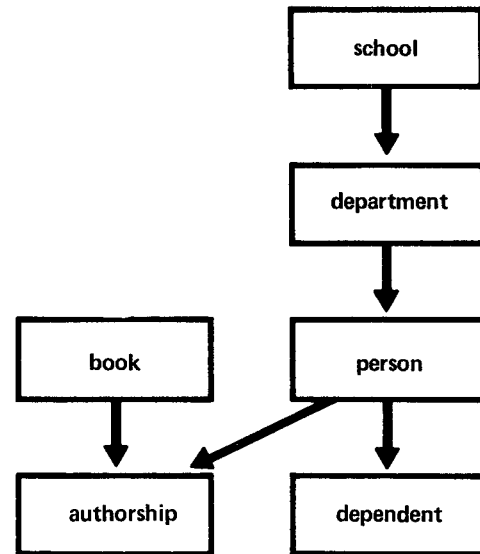 school
department
book
person
authorship
dependent